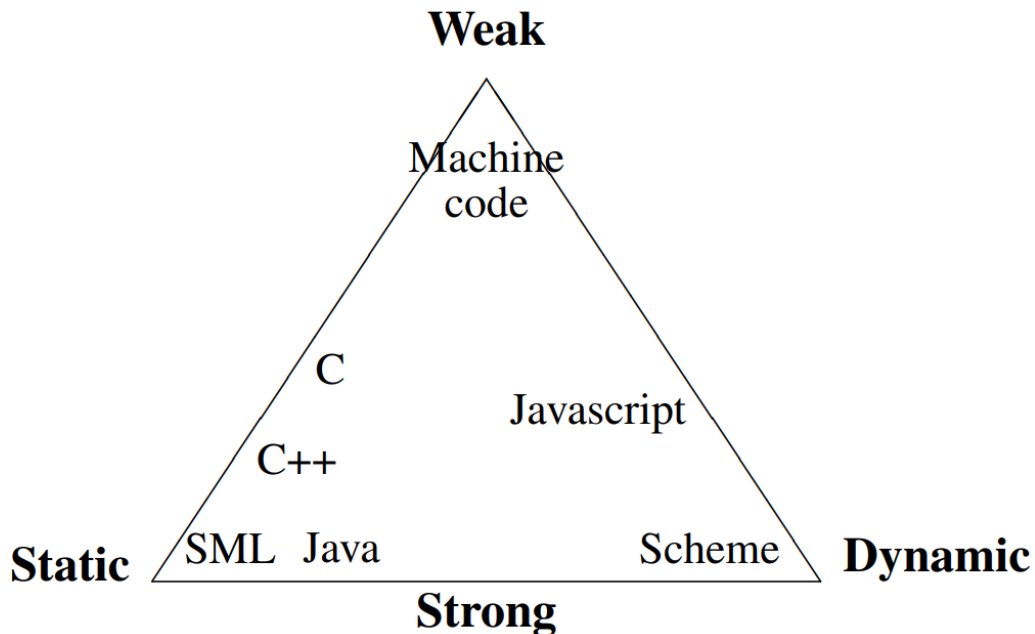 Weak
Machine
code
C
Javascript
C++
SML Java Scheme
Static Dynamic
Strong